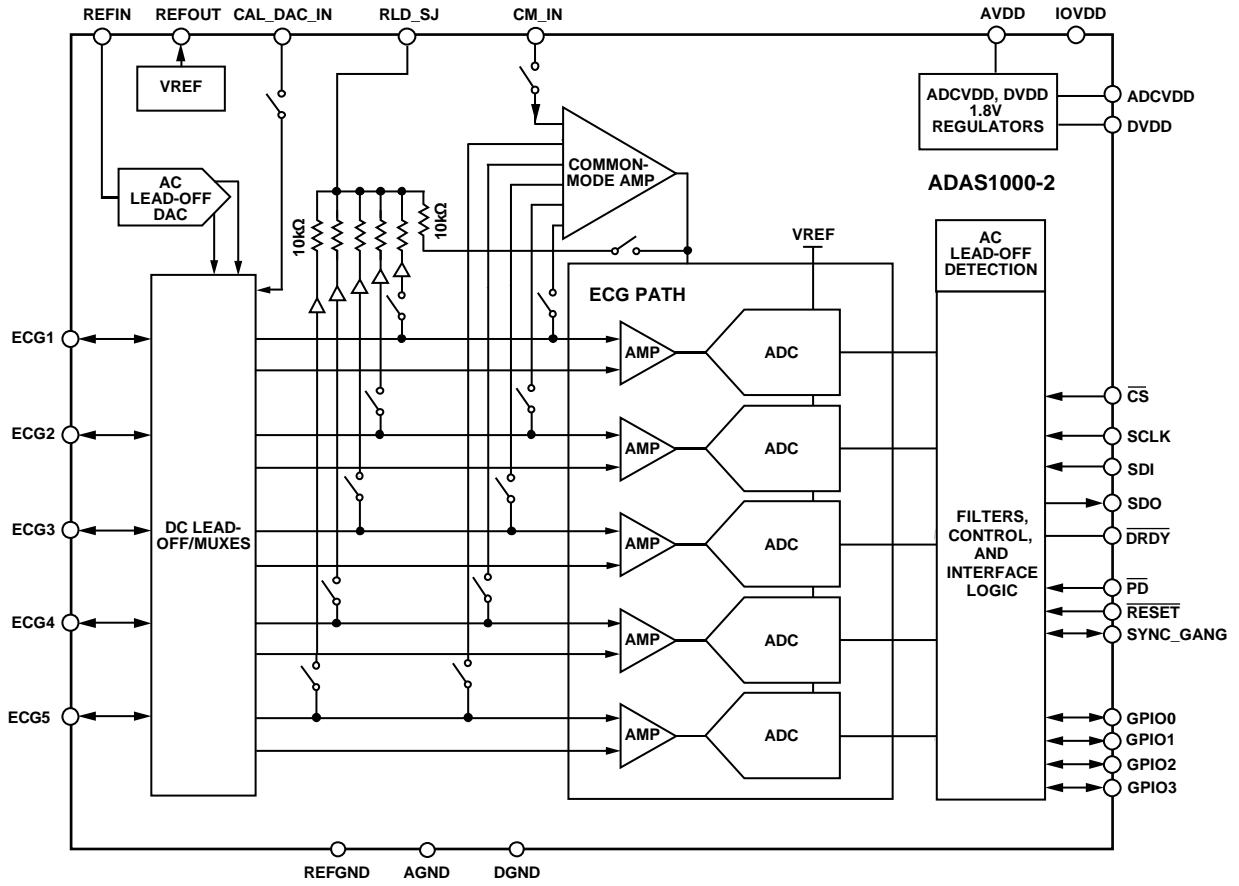 REFIN
REFOUT
CAL_DAC_IN
RLD_SJ
CM_IN
AVDD
IOVDD
VREF
ADCVDD, DVDD
1.8V
REGULATORS
ADCVDD
DVDD
AC
LEAD-OFF
DAC
10kΩ
10kΩ
COMMON-
MODE AMP
ADAS1000-2
VREF
AC
LEAD-OFF
DETECTION
ECG PATH
ECG1
AMP
ADC
ECG2
AMP
ADC
ECG3
DC LEAD-
OFF/MUXES
AMP
ADC
ECG4
AMP
ADC
ECG5
AMP
ADC
FILTERS,
CONTROL,
AND
INTERFACE
LOGIC
CS
SCLK
SDI
SDO
DRDY
PD
RESET
SYNC_GANG
GPIO0
GPIO1
GPIO2
GPIO3
REFGND
AGND
DGND